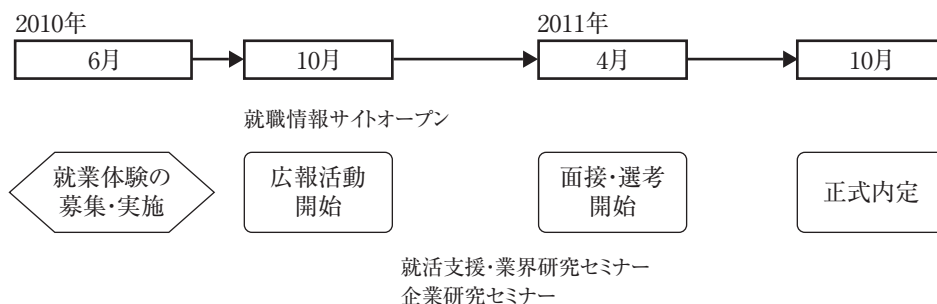 2010年
2011年
6月
10月
4月
10月
就職情報サイトオープン
就業体験の
募集・実施
広報活動
開始
面接・選考
開始
正式内定
就活支援・業界研究セミナー
企業研究セミナー